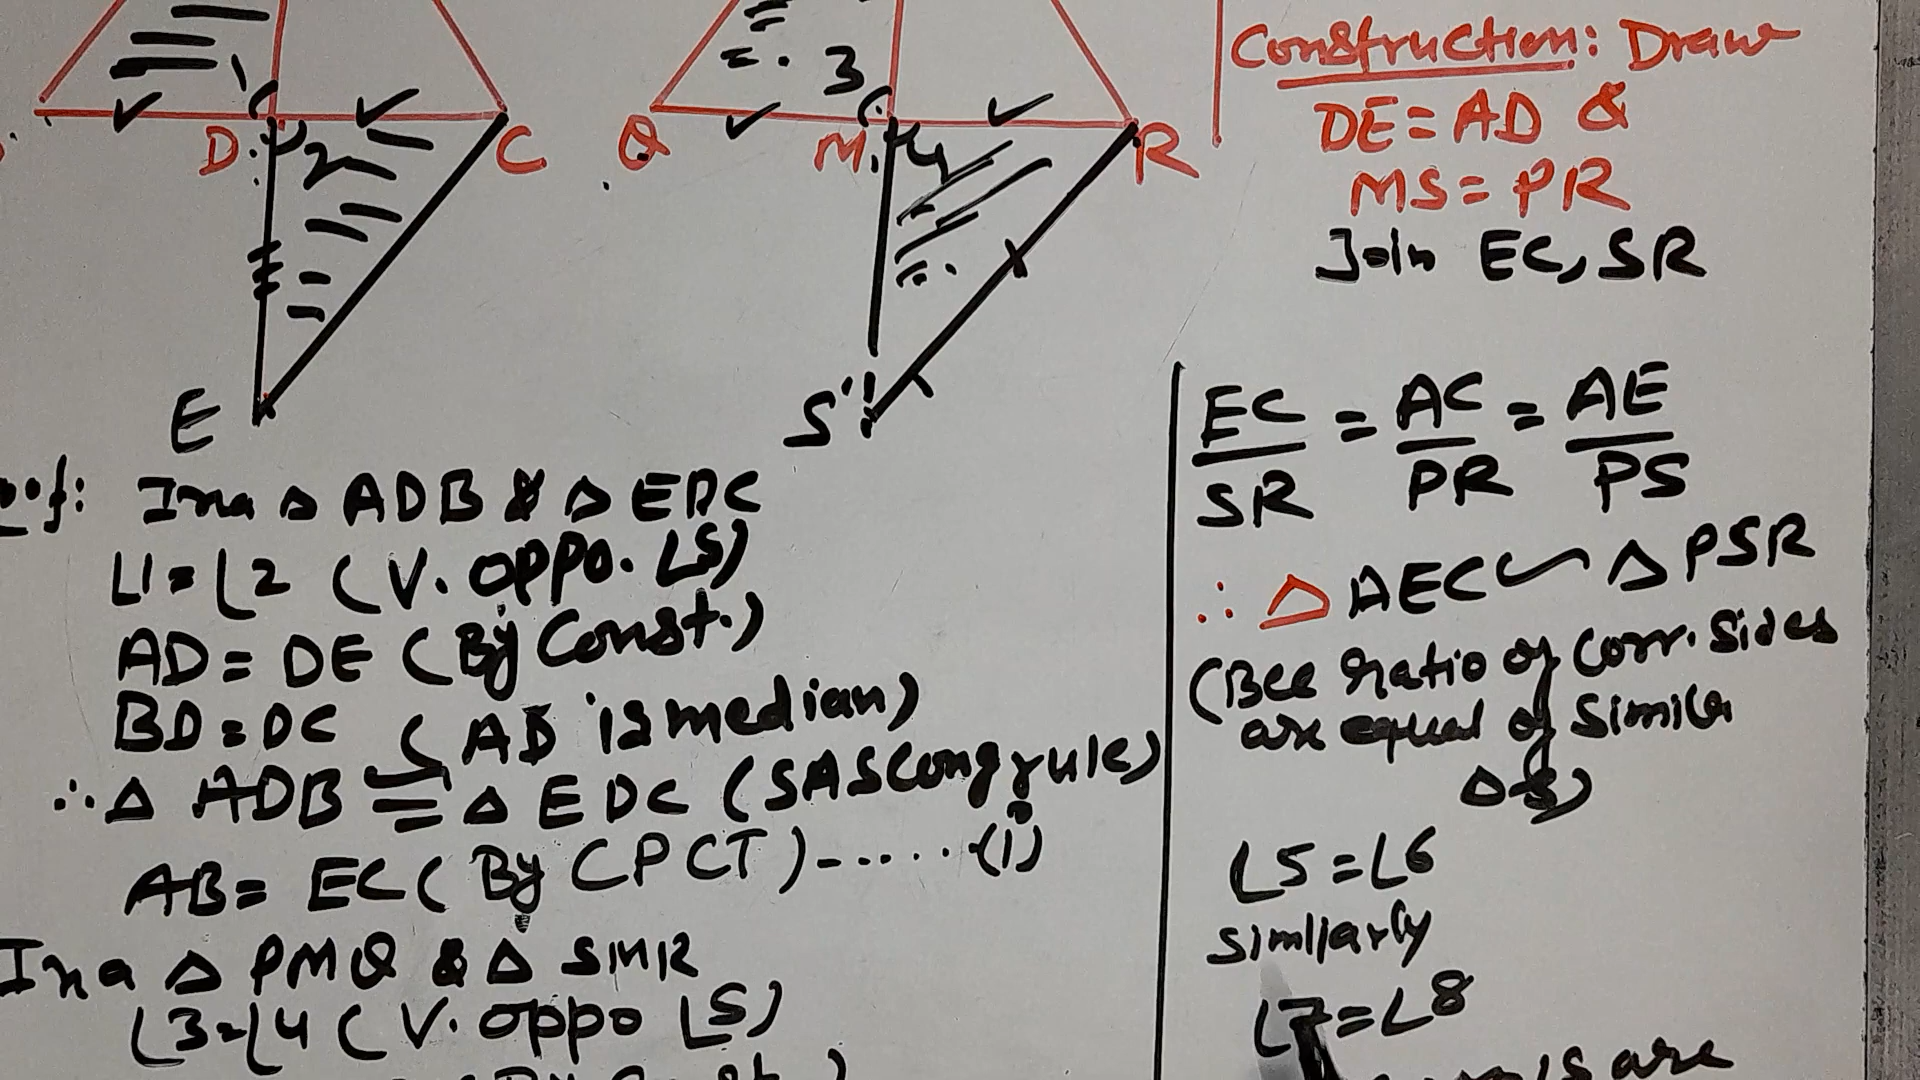 1
3
D
2
C
Q
M
4
R
E
S
Construction: Draw
DE = AD &
MS = PR
Join EC, SR
In a △ ADB & △ EDC
∠1 = ∠2 (V. oppo. ∠S)
AD = DE (By Const.)
BD = DC (AD is median)
∴ △ ADB ≅ △ EDC (SAS Cong rule)
AB = EC (By CPCT) ------ (1)
In a △ PMQ & △ SMR
∠3 = ∠4 (V. oppo ∠S)
EC/SR = AC/PR = AE/PS
∴ △ AEC ∼ △ PSR
(Bec ratio of Corr. Sides
are equal of Similar
△s)
∠5 = ∠6
similiarly
∠7 = ∠8
are